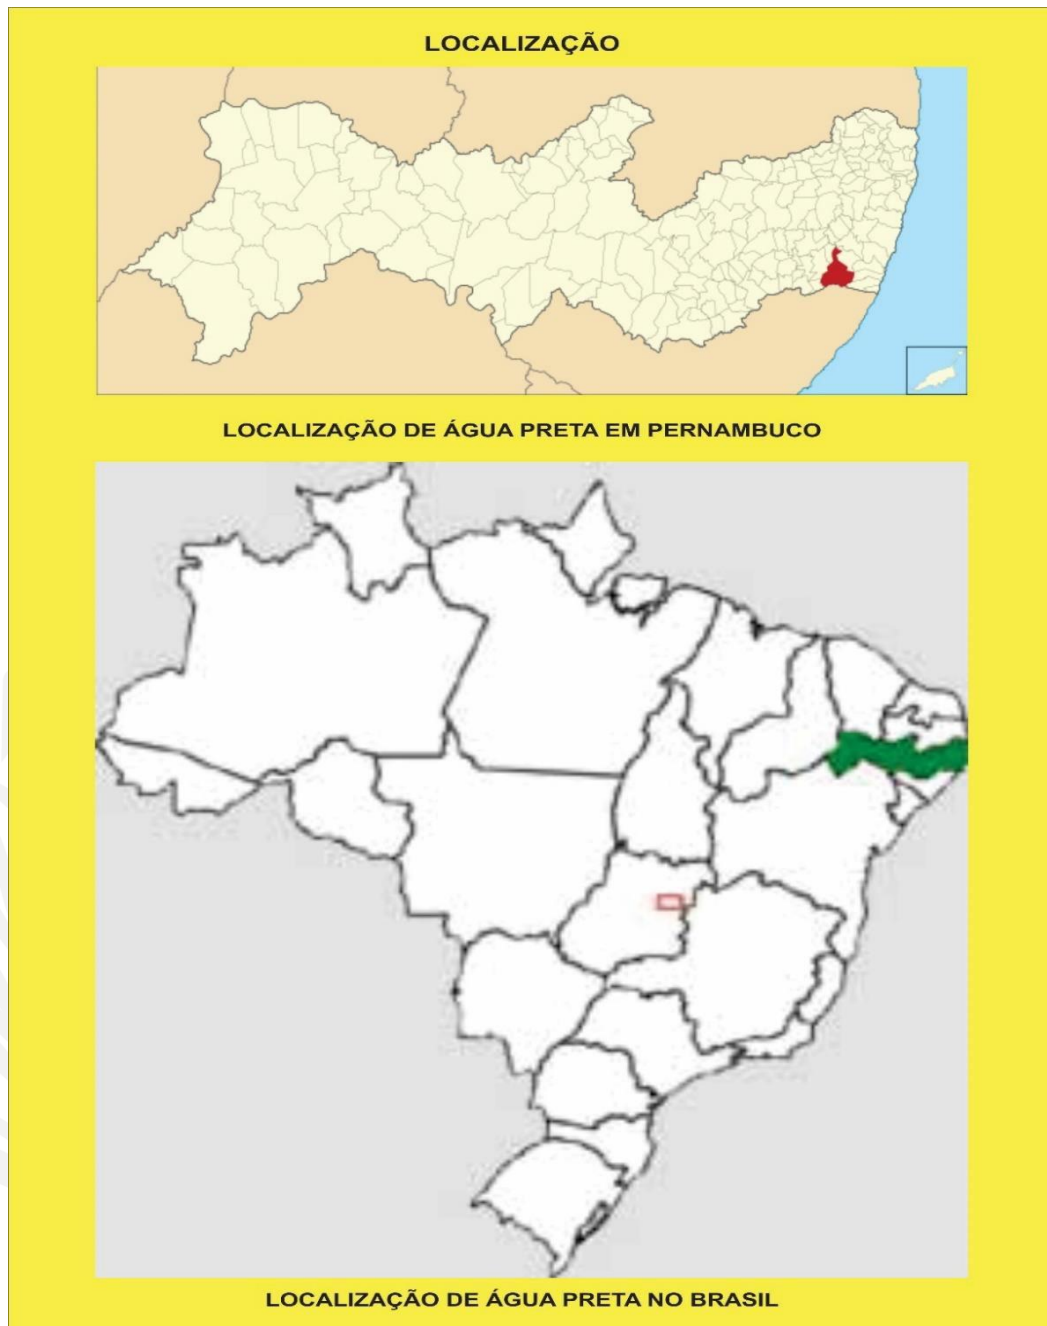 LOCALIZAÇÃO
LOCALIZAÇÃO DE ÁGUA PRETA EM PERNAMBUCO
LOCALIZAÇÃO DE ÁGUA PRETA NO BRASIL